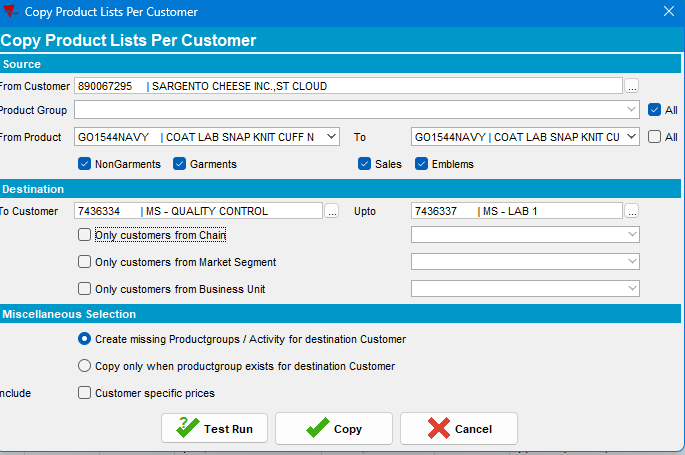 Copy Product Lists Per Customer
Copy Product Lists Per Customer
Source
From Customer 890067295 | SARGENTO CHEESE INC.,ST CLOUD ...
Product Group All
From Product GO1544NAVY | COAT LAB SNAP KNIT CUFF N To GO1544NAVY | COAT LAB SNAP KNIT CU All
NonGarments Garments Sales Emblems
Destination
To Customer 7436334 | MS - QUALITY CONTROL ... Upto 7436337 | MS - LAB 1 ...
Only customers from Chain
Only customers from Market Segment
Only customers from Business Unit
Miscellaneous Selection
Create missing Productgroups / Activity for destination Customer
Copy only when productgroup exists for destination Customer
nclude Customer specific prices
? Test Run Copy Cancel